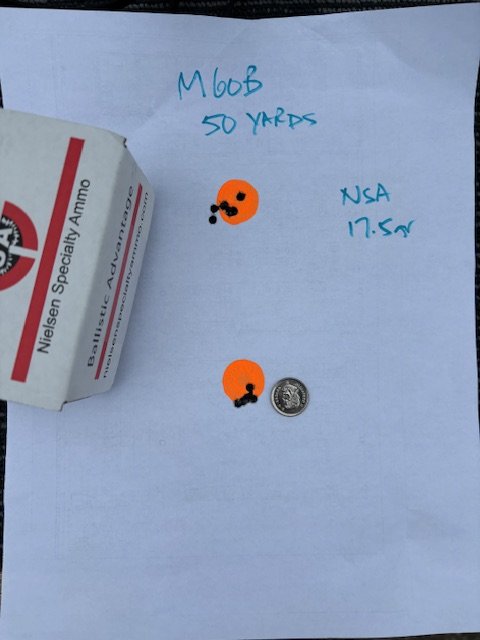 M60B
50 YARDS
NSA
17.5gr
Nielsen Specialty Ammo
Ballistic Advantage
nielsenspecialtyammo.com